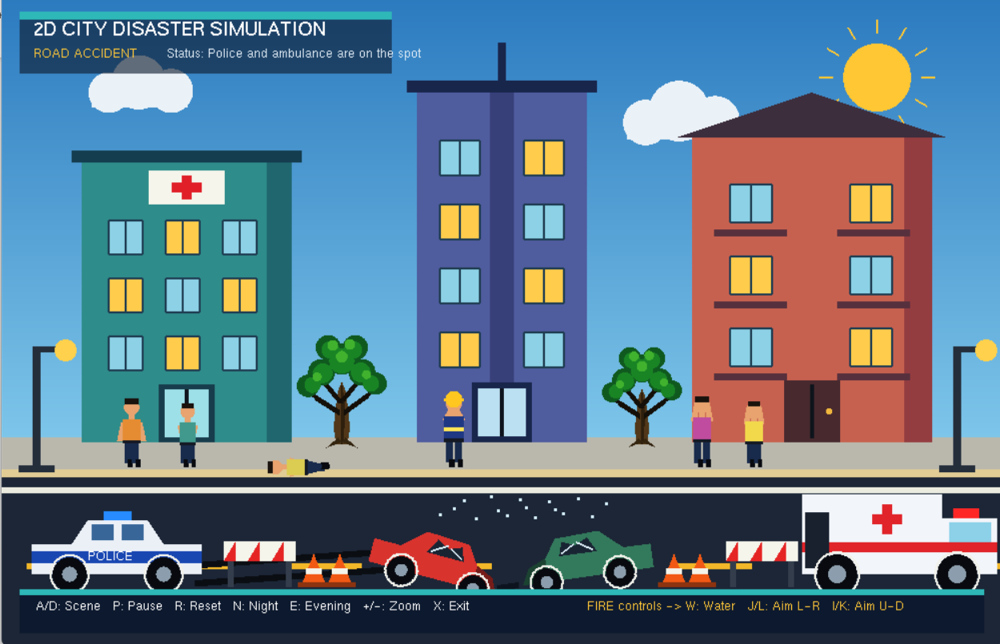 2D CITY DISASTER SIMULATION
ROAD ACCIDENT Status: Police and ambulance are on the spot
POLICE
A/D: Scene P: Pause R: Reset N: Night E: Evening +/-: Zoom X: Exit FIRE controls -> W: Water J/L: Aim L-R I/K: Aim U-D